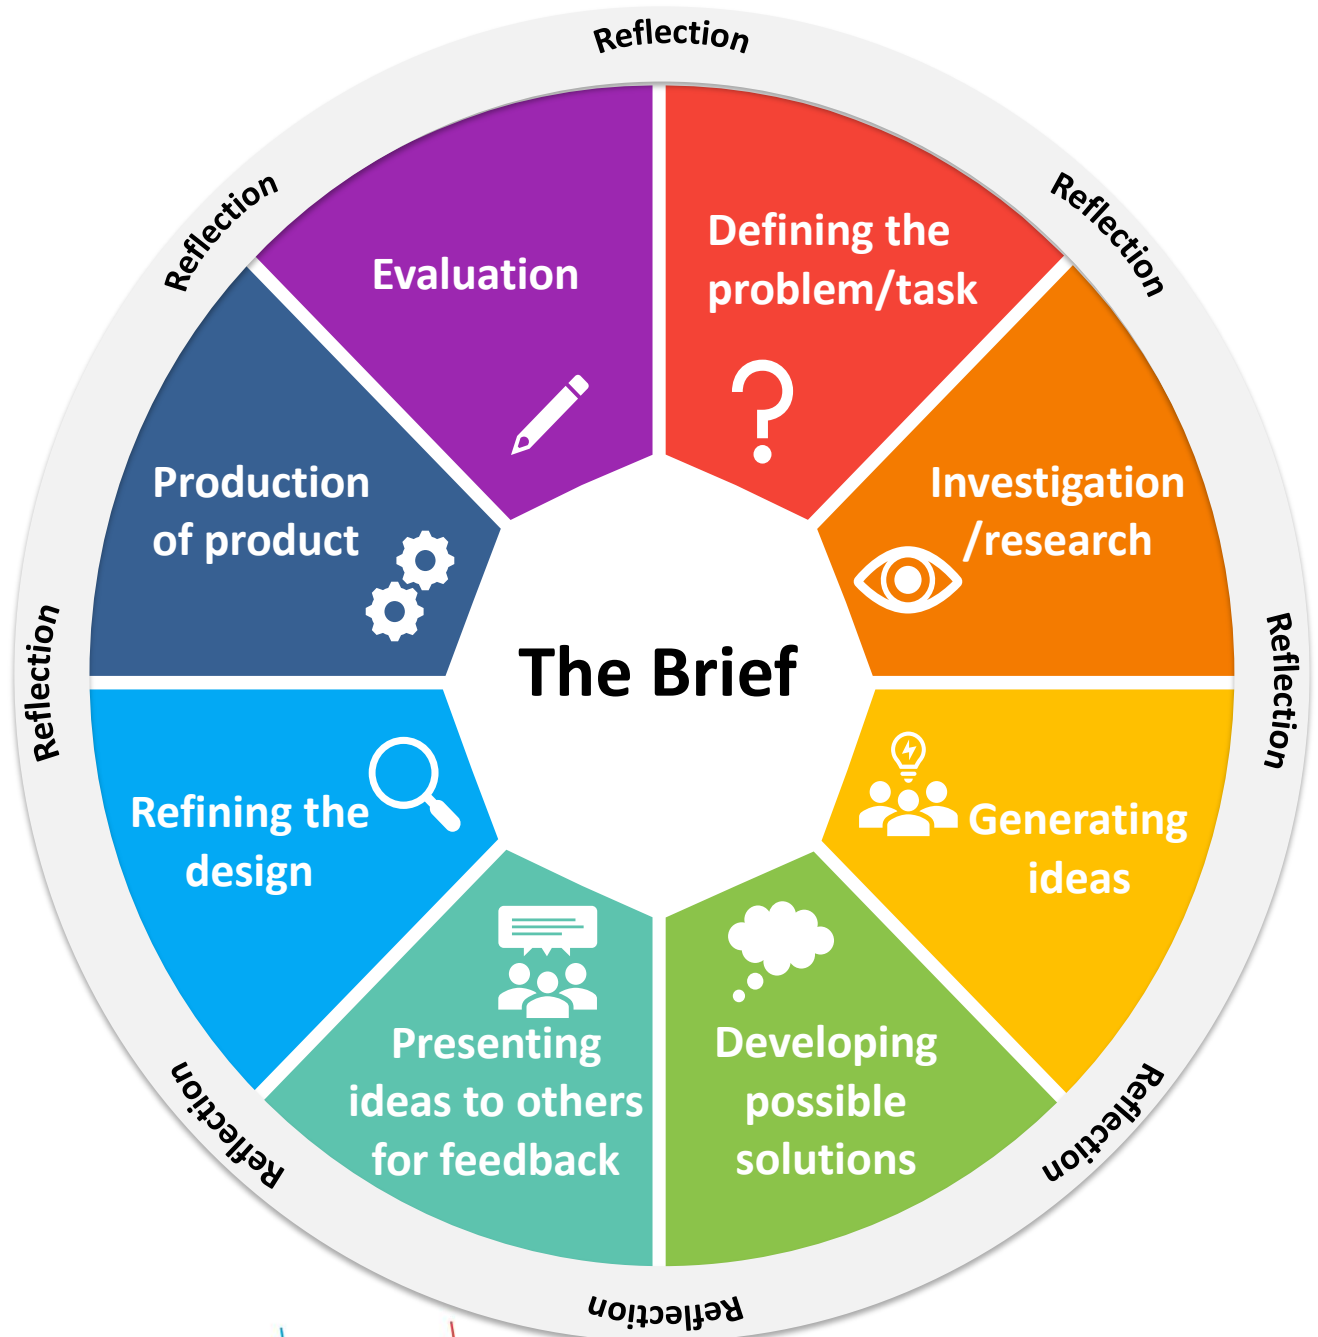 Reflection
Reflection
Reflection
Reflection
Reflection
Reflection
Reflection
Reflection
The Brief
Defining the
problem/task
Investigation
/research
Generating
ideas
Developing
possible
solutions
Presenting
ideas to others
for feedback
Refining the
design
Production
of product
Evaluation